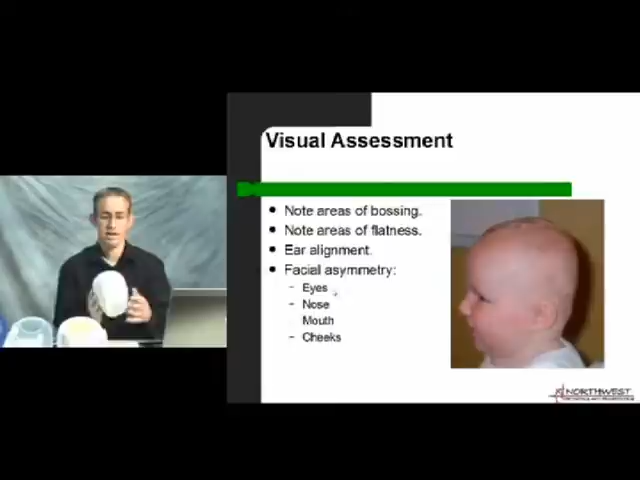 Visual Assessment
Note areas of bossing.
Note areas of flatness.
Ear alignment.
Facial asymmetry:
- Eyes
- Nose
Mouth
- Cheeks
NORTHWEST